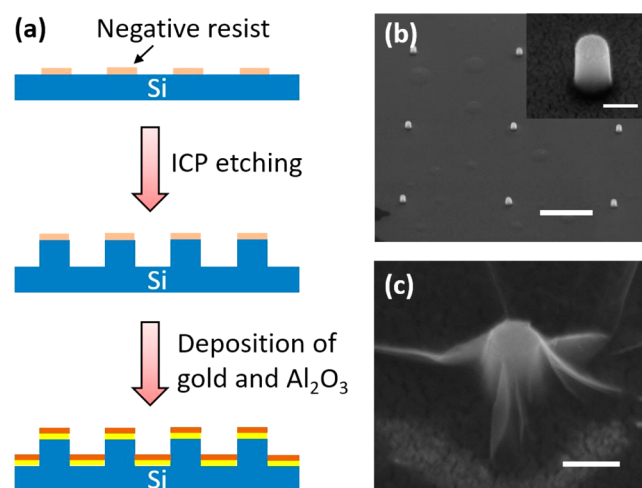 (a)
Negative resist
Si
ICP etching
Si
Deposition of
gold and Al₂O₃
Si
(b)
(c)